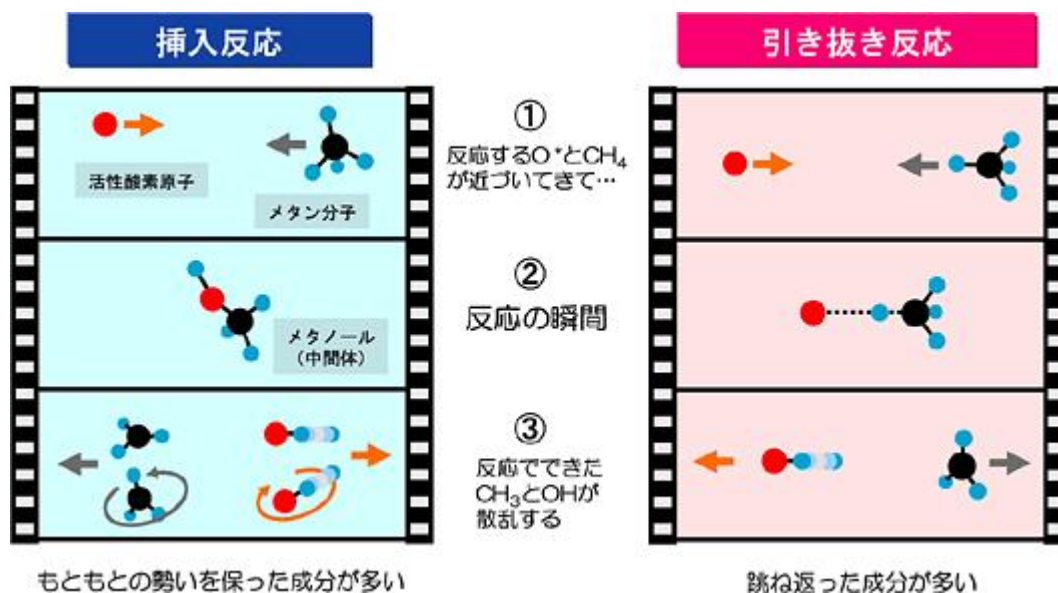 挿入反応
引き抜き反応
①
反応するO*とCH₄
が近づいてきて…
活性酸素原子
メタン分子
②
反応の瞬間
メタノール
(中間体)
③
反応でできた
CH₃とOHが
散乱する
もともとの勢いを保った成分が多い
跳ね返った成分が多い